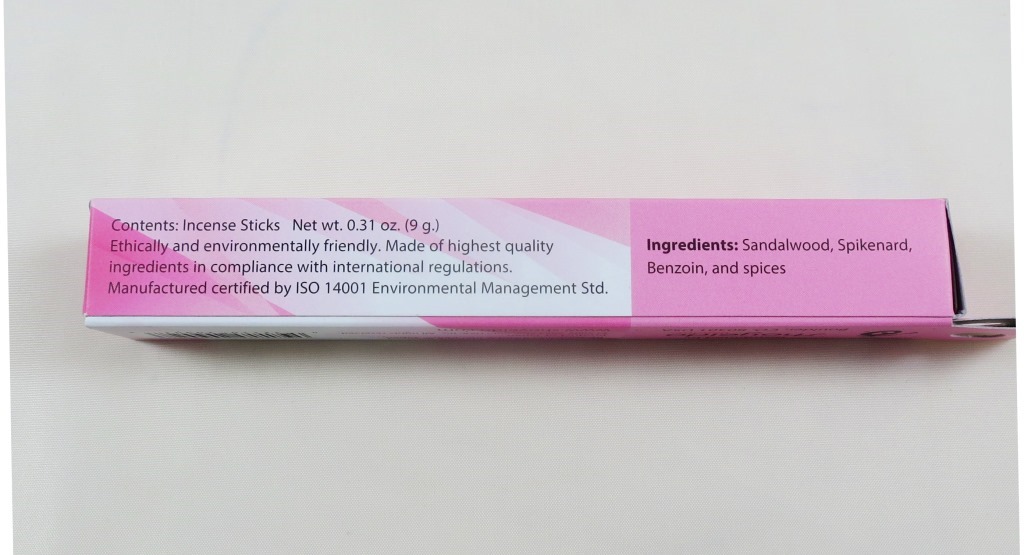 Contents: Incense Sticks   Net wt. 0.31 oz. (9 g.)
Ethically and environmentally friendly. Made of highest quality
ingredients in compliance with international regulations.
Manufactured certified by ISO 14001 Environmental Management Std.
Ingredients: Sandalwood, Spikenard,
Benzoin, and spices